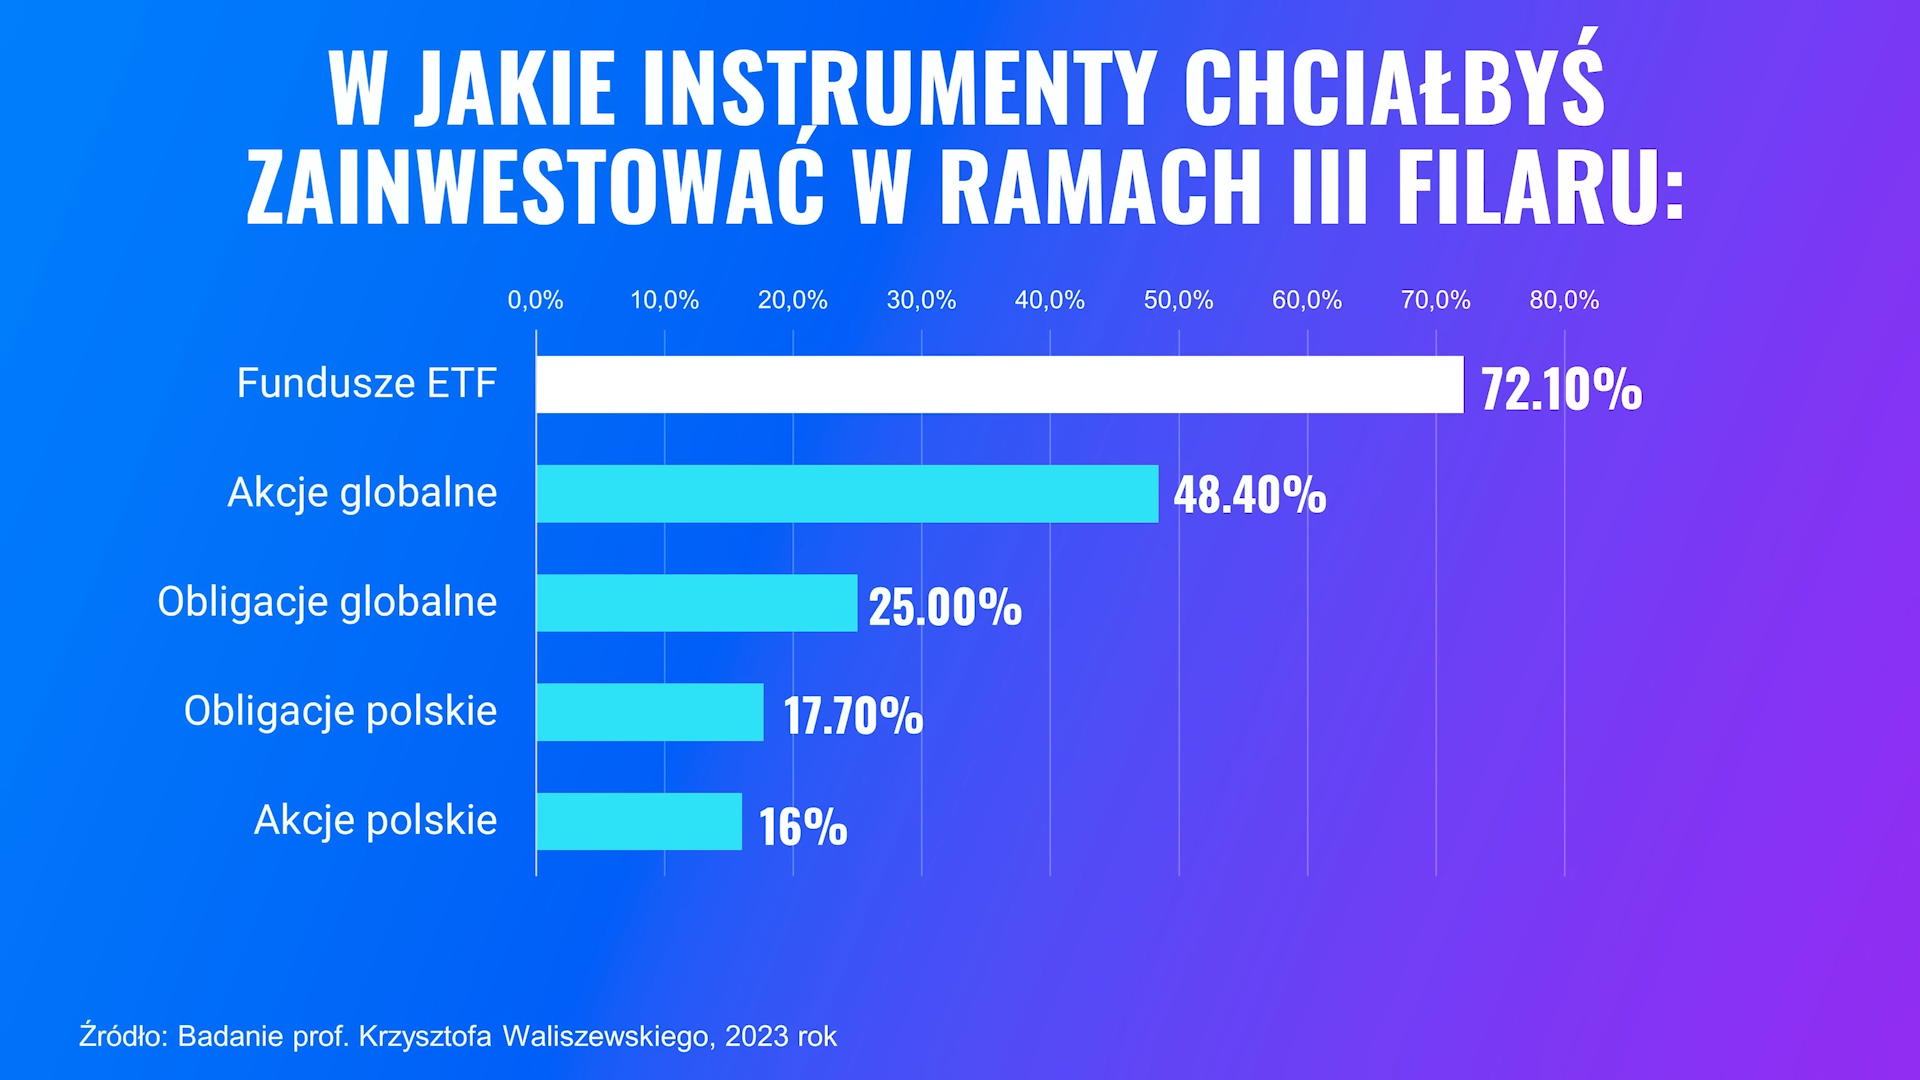 W JAKIE INSTRUMENTY CHCIAŁBYŚ
ZAINWESTOWAĆ W RAMACH III FILARU:
0,0% 10,0% 20,0% 30,0% 40,0% 50,0% 60,0% 70,0% 80,0%
Fundusze ETF 72.10%
Akcje globalne 48.40%
Obligacje globalne 25.00%
Obligacje polskie 17.70%
Akcje polskie 16%
Źródło: Badanie prof. Krzysztofa Waliszewskiego, 2023 rok